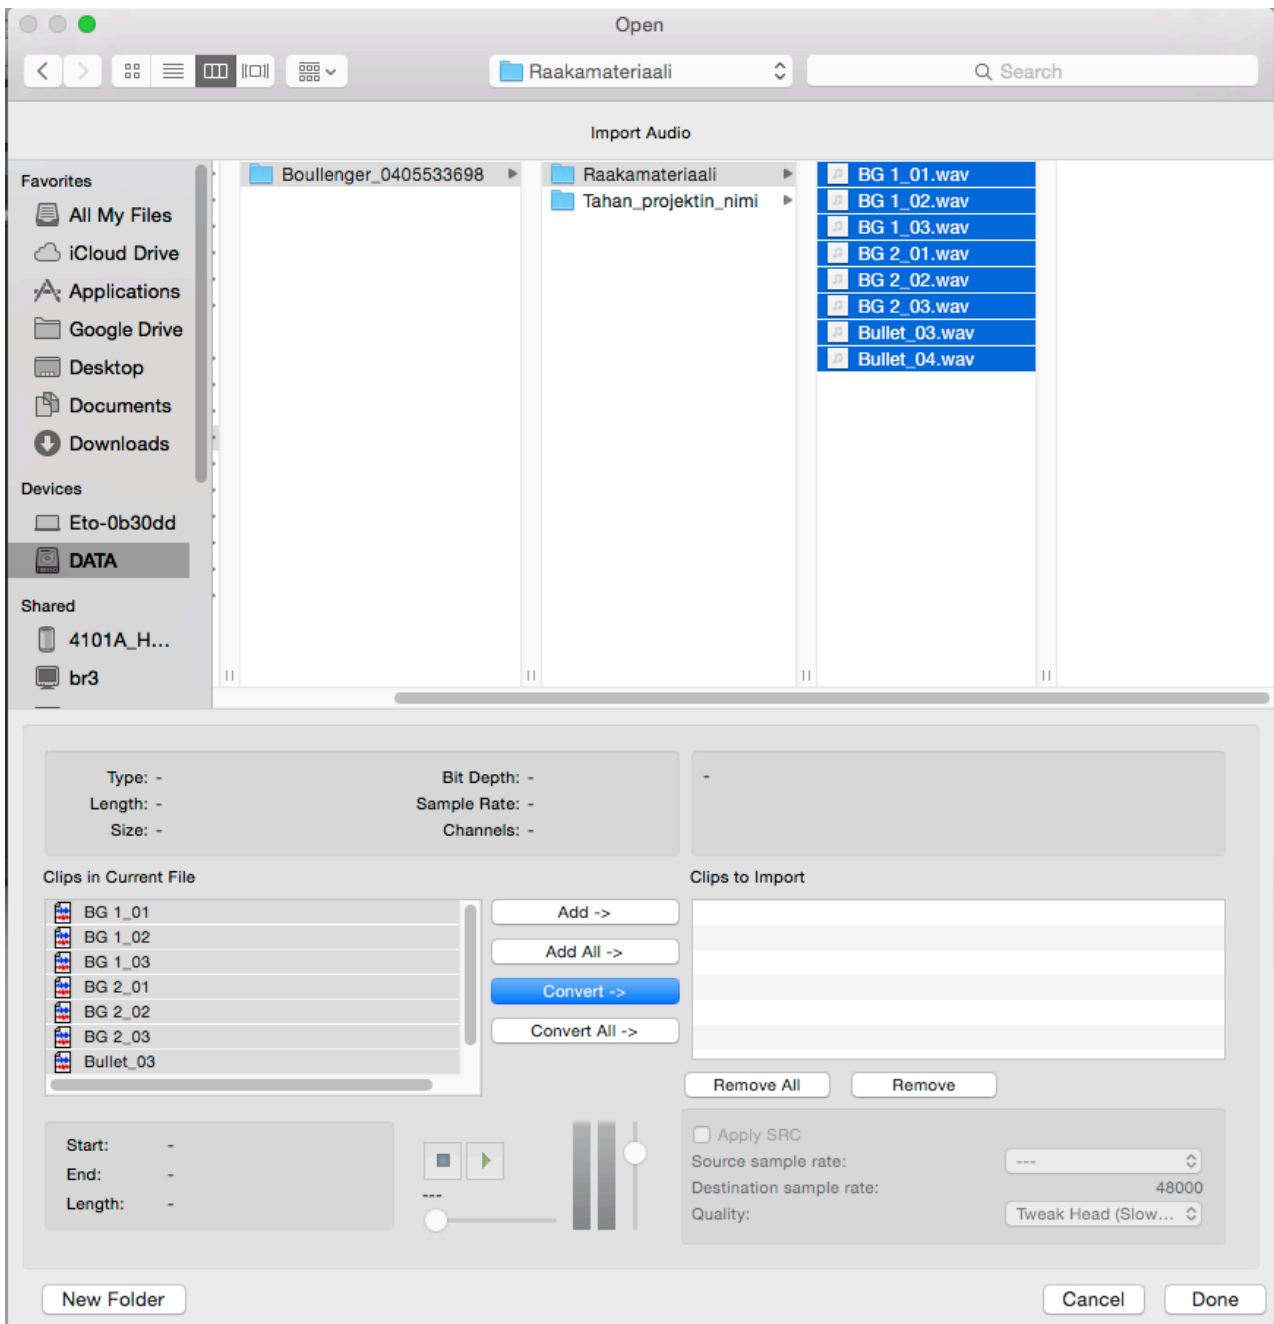 Open
Raakamateriaali
Search
Import Audio
Favorites
All My Files
iCloud Drive
Applications
Google Drive
Desktop
Documents
Downloads
Devices
Eto-0b30dd
DATA
Shared
4101A_H...
br3
Boullenger_0405533698
Raakamateriaali
Tahan_projektin_nimi
BG 1_01.wav
BG 1_02.wav
BG 1_03.wav
BG 2_01.wav
BG 2_02.wav
BG 2_03.wav
Bullet_03.wav
Bullet_04.wav
Type: -
Length: -
Size: -
Bit Depth: -
Sample Rate: -
Channels: -
-
Clips in Current File
BG 1_01
BG 1_02
BG 1_03
BG 2_01
BG 2_02
BG 2_03
Bullet_03
Add ->
Add All ->
Convert ->
Convert All ->
Clips to Import
Remove All
Remove
Start: -
End: -
Length: -
---
Apply SRC
Source sample rate: ---
Destination sample rate: 48000
Quality: Tweak Head (Slow...
New Folder
Cancel
Done